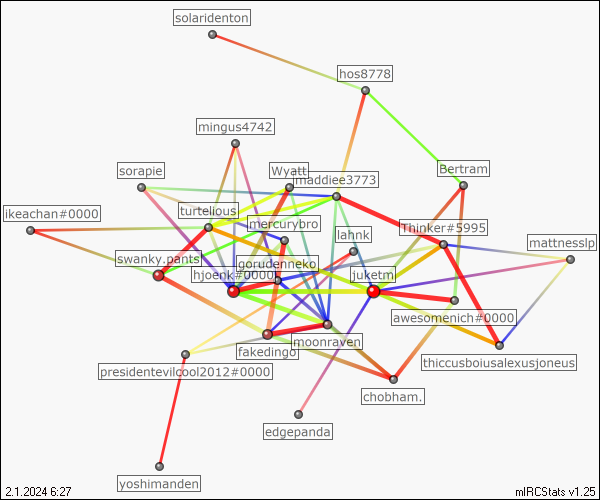 solaridenton
hos8778
mingus4742
sorapie
Wyatt
maddiee3773
Bertram
ikeachan#0000
turtelious
mercurybro
lahnk
Thinker#5995
mattnesslp
swanky.pants
hjoenk#0000
gorudenneko
juketm
awesomenich#0000
fakedingo
moonraven
thiccusboiusalexusjoneus
presidentevilcool2012#0000
chobham.
edgepanda
yoshimanden
2.1.2024 6:27
mIRCStats v1.25